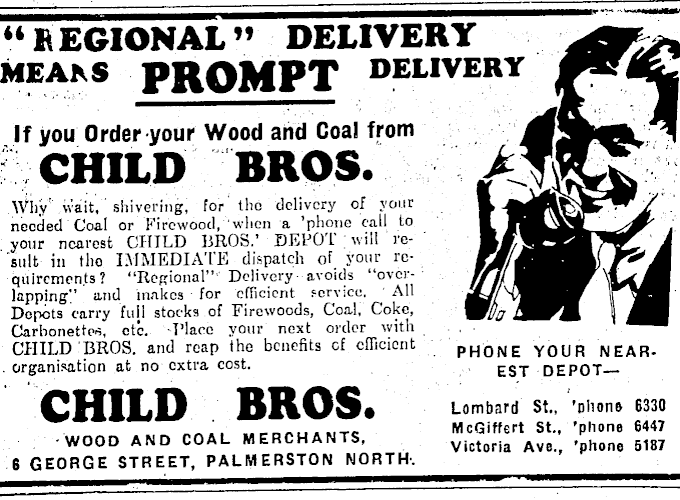 “REGIONAL” DELIVERY
MEANS PROMPT DELIVERY
If you Order your Wood and Coal from
CHILD BROS.
Why wait, shivering, for the delivery of your
needed Coal or Firewood, when a 'phone call to
your nearest CHILD BROS.' DEPOT will re-
sult in the IMMEDIATE dispatch of your re-
quirements? "Regional" Delivery avoids "over-
lapping" and makes for efficient service. All
Depots carry full stocks of Firewoods, Coal, Coke,
Carbonettes, etc. Place your next order with
CHILD BROS. and reap the benefits of efficient
organisation at no extra cost.
CHILD BROS.
WOOD AND COAL MERCHANTS,
6 GEORGE STREET, PALMERSTON NORTH.
PHONE YOUR NEAR-
EST DEPOT—
Lombard St., 'phone 6330
McGiffert St., 'phone 6447
Victoria Ave., 'phone 5187